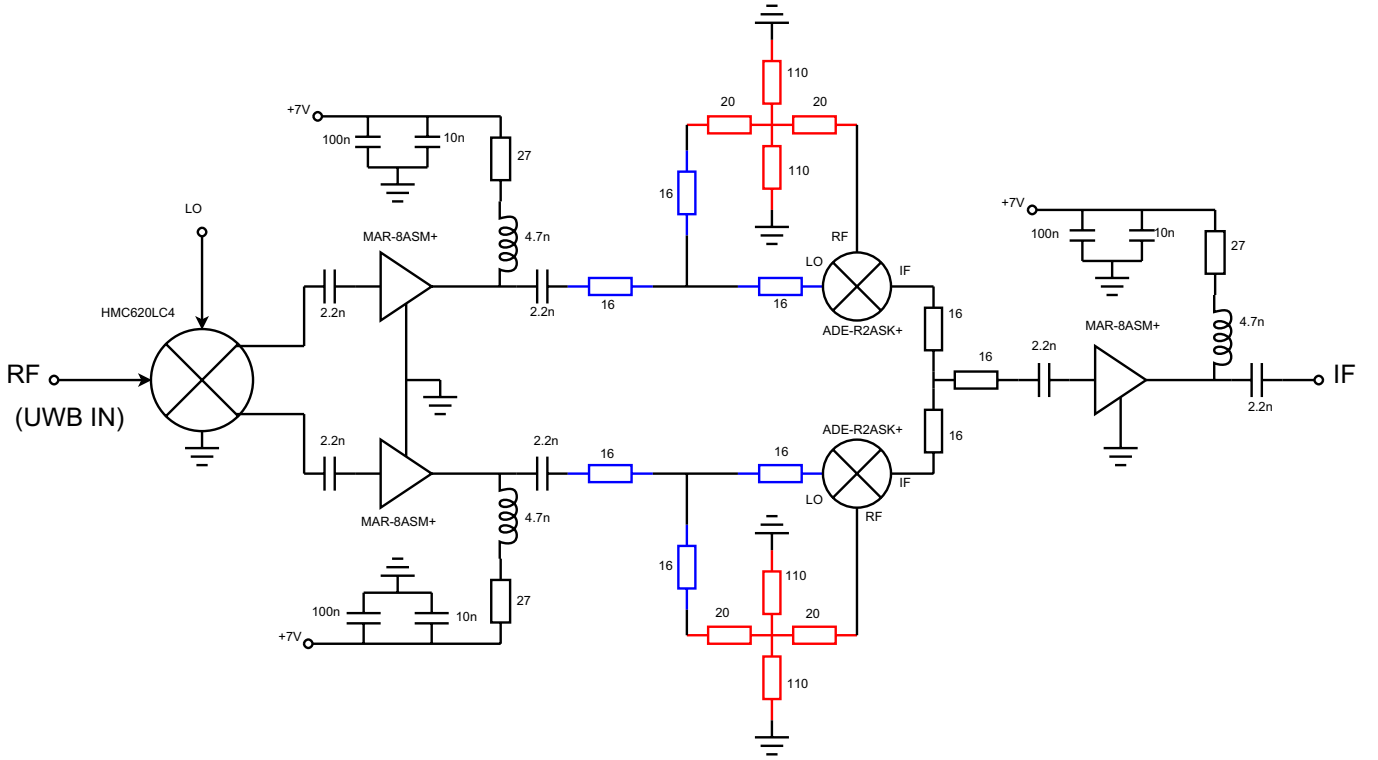 110
20
20
+7V
100n
10n
27
110
16
LO
4.7n
MAR-8ASM+
RF
LO
IF
+7V
100n
10n
27
HMC620LC4
2.2n
2.2n
16
16
ADE-R2ASK+
16
4.7n
MAR-8ASM+
RF
(UWB IN)
16
2.2n
IF
2.2n
2.2n
2.2n
16
16
ADE-R2ASK+
16
IF
LO
RF
MAR-8ASM+
4.7n
16
110
27
100n
10n
20
20
+7V
110